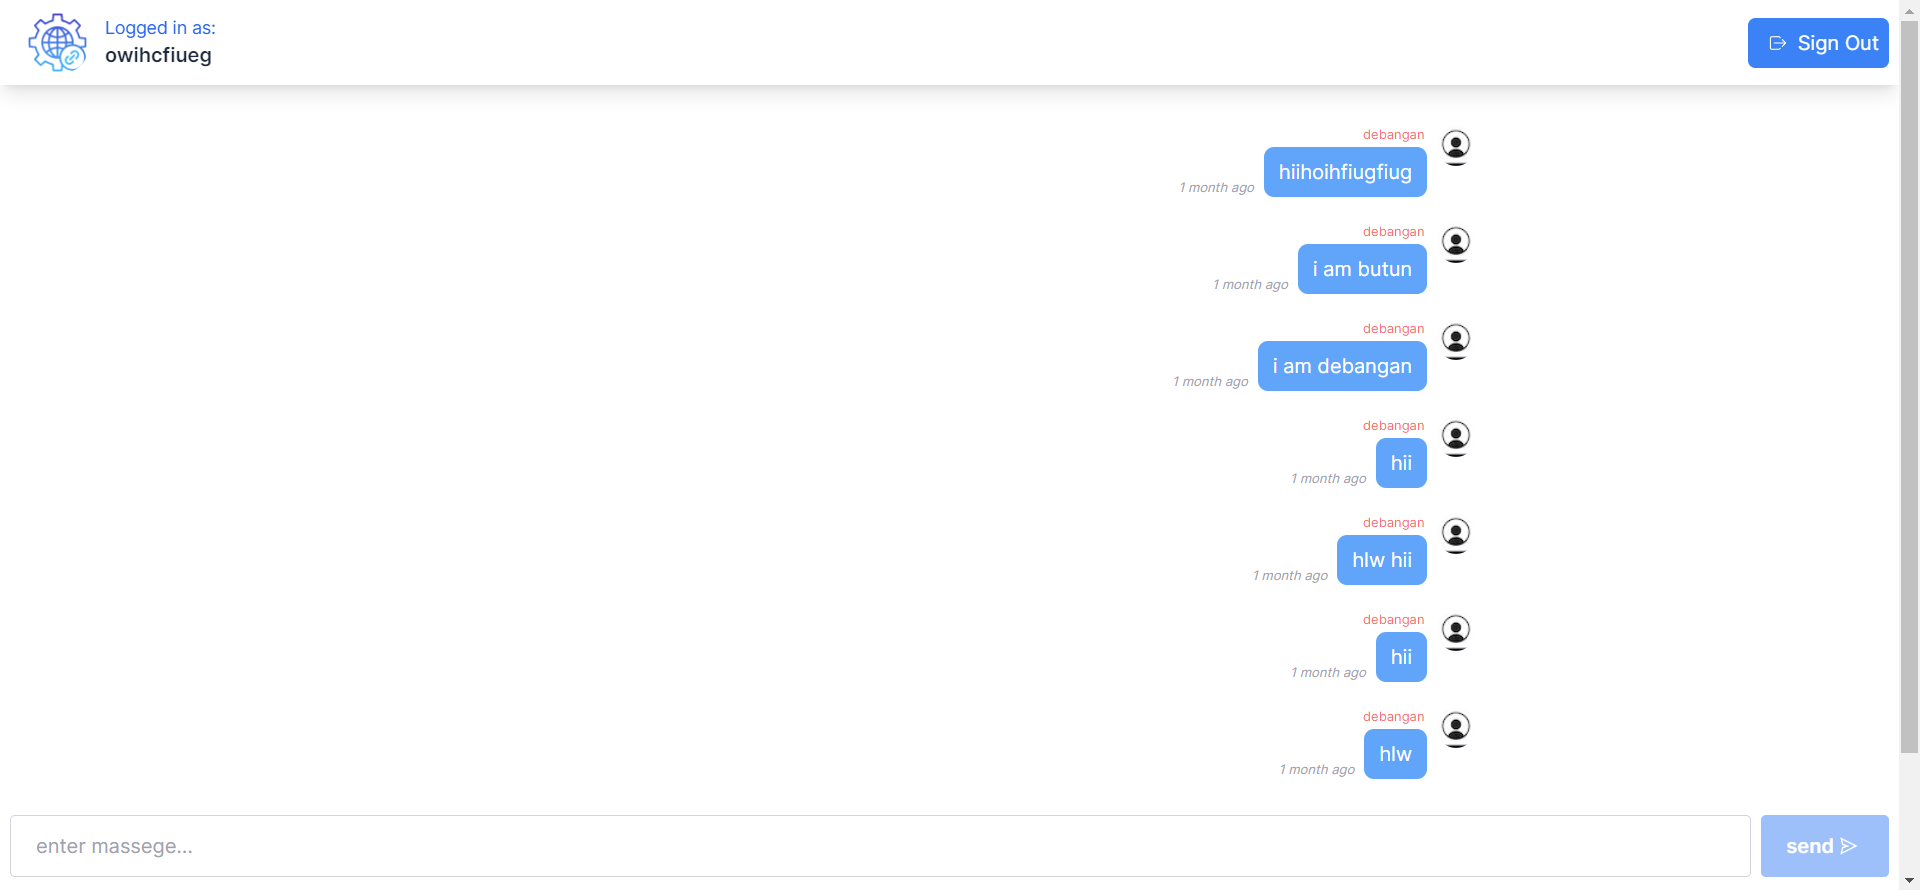 Logged in as:
owihcfiueg
Sign Out
debangan
hiihoihfiugfiug
1 month ago
debangan
i am butun
1 month ago
debangan
i am debangan
1 month ago
debangan
hii
1 month ago
debangan
hlw hii
1 month ago
debangan
hii
1 month ago
debangan
hlw
1 month ago
enter massege...
send